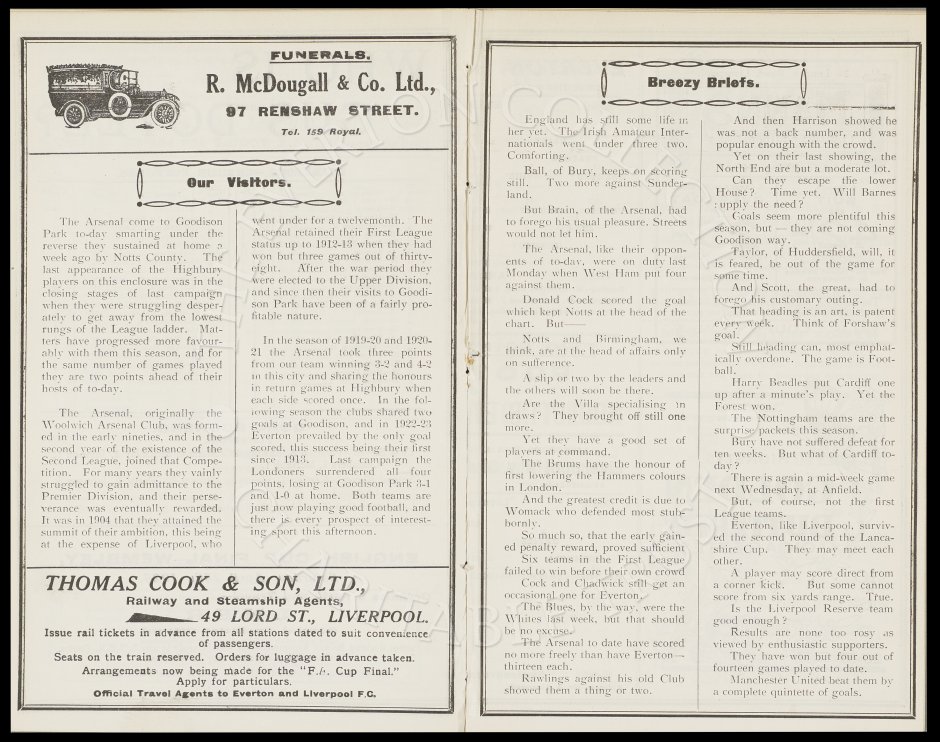 FUNERALS.
R. McDougall & Co. Ltd.,
97 RENSHAW STREET.
Tel. 159 Royal.
Our Visitors.
The Arsenal come to Goodison
Park to-day smarting under the
reverse they sustained at home a
week ago by Notts County. The
last appearance of the Highbury
players on this enclosure was in the
closing stages of last campaign
when they were struggling desper-
ately to get away from the lowest
rungs of the League ladder. Mat-
ters have progressed more favour-
ably with them this season, and for
the same number of games played
they are two points ahead of their
hosts of to-day.
The Arsenal, originally the
Woolwich Arsenal Club, was form-
ed in the early nineties, and in the
second year of the existence of the
Second League, joined that Compe-
tition. For many years they vainly
struggled to gain admittance to the
Premier Division, and their perse-
verance was eventually rewarded.
It was in 1904 that they attained the
summit of their ambition, this being
at the expense of Liverpool, who
went under for a twelvemonth. The
Arsenal retained their First League
status up to 1912-13 when they had
won but three games out of thirty-
eight. After the war period they
were elected to the Upper Division,
and since then their visits to Goodi-
son Park have been of a fairly pro-
fitable nature.
In the season of 1919-20 and 1920-
21 the Arsenal took three points
from our team winning 3-2 and 4-2
in this city and sharing the honours
in return games at Highbury when
each side scored once. In the fol-
lowing season the clubs shared two
goals at Goodison, and in 1922-23
Everton prevailed by the only goal
scored, this success being their first
since 1913. Last campaign the
Londoners surrendered all four
points, losing at Goodison Park 3-1
and 1-0 at home. Both teams are
just now playing good football, and
there is every prospect of interest-
ing sport this afternoon.
THOMAS COOK & SON, LTD.,
Railway and Steamship Agents,
49 LORD ST., LIVERPOOL.
Issue rail tickets in advance from all stations dated to suit convenience
of passengers.
Seats on the train reserved. Orders for luggage in advance taken.
Arrangements now being made for the "F.A. Cup Final."
Apply for particulars.
Official Travel Agents to Everton and Liverpool F.C.
Breezy Briefs.
England has still some life in
her yet. The Irish Amateur Inter-
nationals went under three two.
Comforting.
Ball, of Bury, keeps on scoring
still. Two more against Sunder-
land.
But Brain, of the Arsenal, had
to forego his usual pleasure. Streets
would not let him.
The Arsenal, like their oppon-
ents of to-day, were on duty last
Monday when West Ham put four
against them.
Donald Cock scored the goal
which kept Notts at the head of the
chart. But—
Notts and Birmingham, we
think, are at the head of affairs only
on sufference.
A slip or two by the leaders and
the others will soon be there.
Are the Villa specialising in
draws? They brought off still one
more.
Yet they have a good set of
players at command.
The Brums have the honour of
first lowering the Hammers colours
in London.
And the greatest credit is due to
Womack who defended most stub-
bornly.
So much so, that the early gain-
ed penalty reward, proved sufficient
Six teams in the First League
failed to win before their own crowd
Cock and Chadwick still get an
occasional one for Everton.
The Blues, by the way, were the
Whites last week, but that should
be no excuse.
The Arsenal to date have scored
no more freely than have Everton—
thirteen each.
Rawlings against his old Club
showed them a thing or two.
And then Harrison showed he
was not a back number, and was
popular enough with the crowd.
Yet on their last showing, the
North End are but a moderate lot.
Can they escape the lower
House? Time yet. Will Barnes
supply the need?
Coals seem more plentiful this
season, but — they are not coming
Goodison way.
Taylor, of Huddersfield, will, it
is feared, be out of the game for
some time.
And Scott, the great, had to
forego his customary outing.
That heading is an art, is patent
every week. Think of Forshaw's
goal.
Still heading can, most emphat-
ically overdone. The game is Foot-
ball.
Harry Beadles put Cardiff one
up after a minute's play. Yet the
Forest won.
The Nottingham teams are the
surprise packets this season.
Bury have not suffered defeat for
ten weeks. But what of Cardiff to-
day?
There is again a mid-week game
next Wednesday, at Anfield.
But, of course, not the first
League teams.
Everton, like Liverpool, surviv-
ed the second round of the Lanca-
shire Cup. They may meet each
other.
A player may score direct from
a corner kick. But some cannot
score from six yards range. True.
Is the Liverpool Reserve team
good enough?
Results are none too rosy as
viewed by enthusiastic supporters.
They have won but four out of
fourteen games played to date.
Manchester United beat them by
a complete quintette of goals.